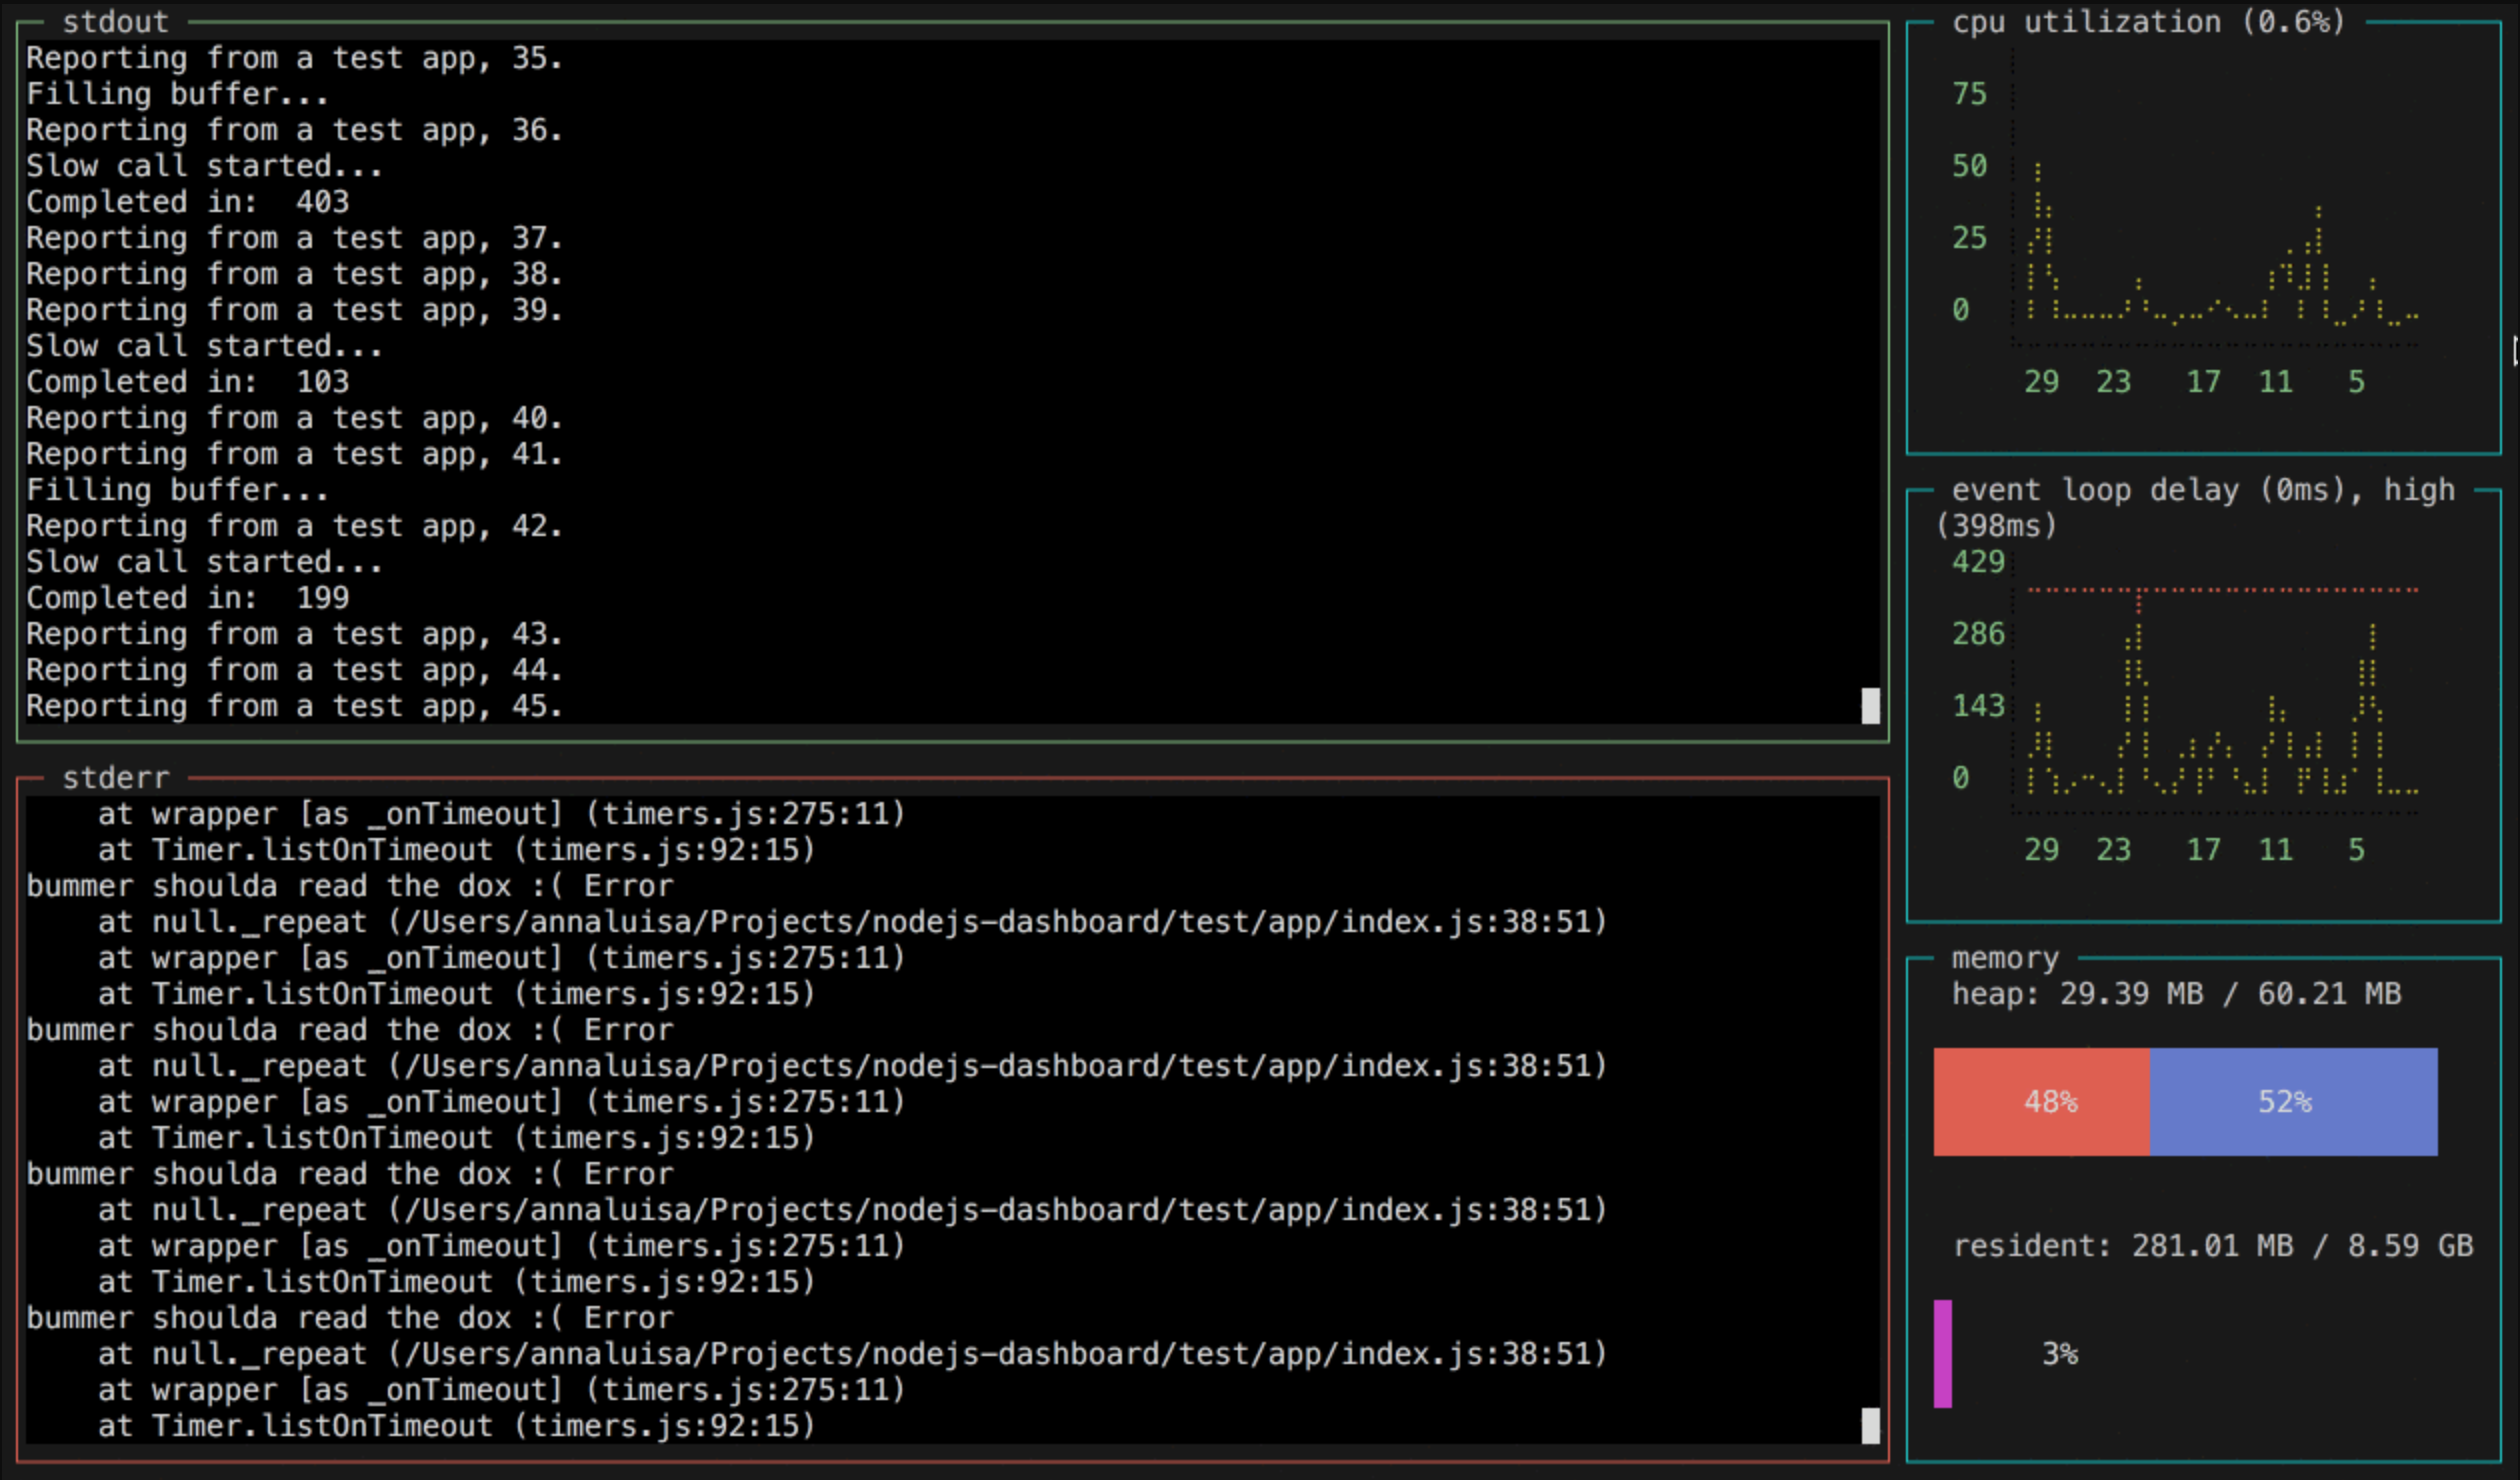 stdout
Reporting from a test app, 35.
Filling buffer...
Reporting from a test app, 36.
Slow call started...
Completed in:  403
Reporting from a test app, 37.
Reporting from a test app, 38.
Reporting from a test app, 39.
Slow call started...
Completed in:  103
Reporting from a test app, 40.
Reporting from a test app, 41.
Filling buffer...
Reporting from a test app, 42.
Slow call started...
Completed in:  199
Reporting from a test app, 43.
Reporting from a test app, 44.
Reporting from a test app, 45.
stderr
    at wrapper [as _onTimeout] (timers.js:275:11)
    at Timer.listOnTimeout (timers.js:92:15)
bummer shoulda read the dox :( Error
    at null._repeat (/Users/annaluisa/Projects/nodejs-dashboard/test/app/index.js:38:51)
    at wrapper [as _onTimeout] (timers.js:275:11)
    at Timer.listOnTimeout (timers.js:92:15)
bummer shoulda read the dox :( Error
    at null._repeat (/Users/annaluisa/Projects/nodejs-dashboard/test/app/index.js:38:51)
    at wrapper [as _onTimeout] (timers.js:275:11)
    at Timer.listOnTimeout (timers.js:92:15)
bummer shoulda read the dox :( Error
    at null._repeat (/Users/annaluisa/Projects/nodejs-dashboard/test/app/index.js:38:51)
    at wrapper [as _onTimeout] (timers.js:275:11)
    at Timer.listOnTimeout (timers.js:92:15)
bummer shoulda read the dox :( Error
    at null._repeat (/Users/annaluisa/Projects/nodejs-dashboard/test/app/index.js:38:51)
    at wrapper [as _onTimeout] (timers.js:275:11)
    at Timer.listOnTimeout (timers.js:92:15)
cpu utilization (0.6%)
75
50
25
0
29 23 17 11 5
event loop delay (0ms), high
(398ms)
429
286
143
0
29 23 17 11 5
memory
heap: 29.39 MB / 60.21 MB
48% 52%
resident: 281.01 MB / 8.59 GB
3%